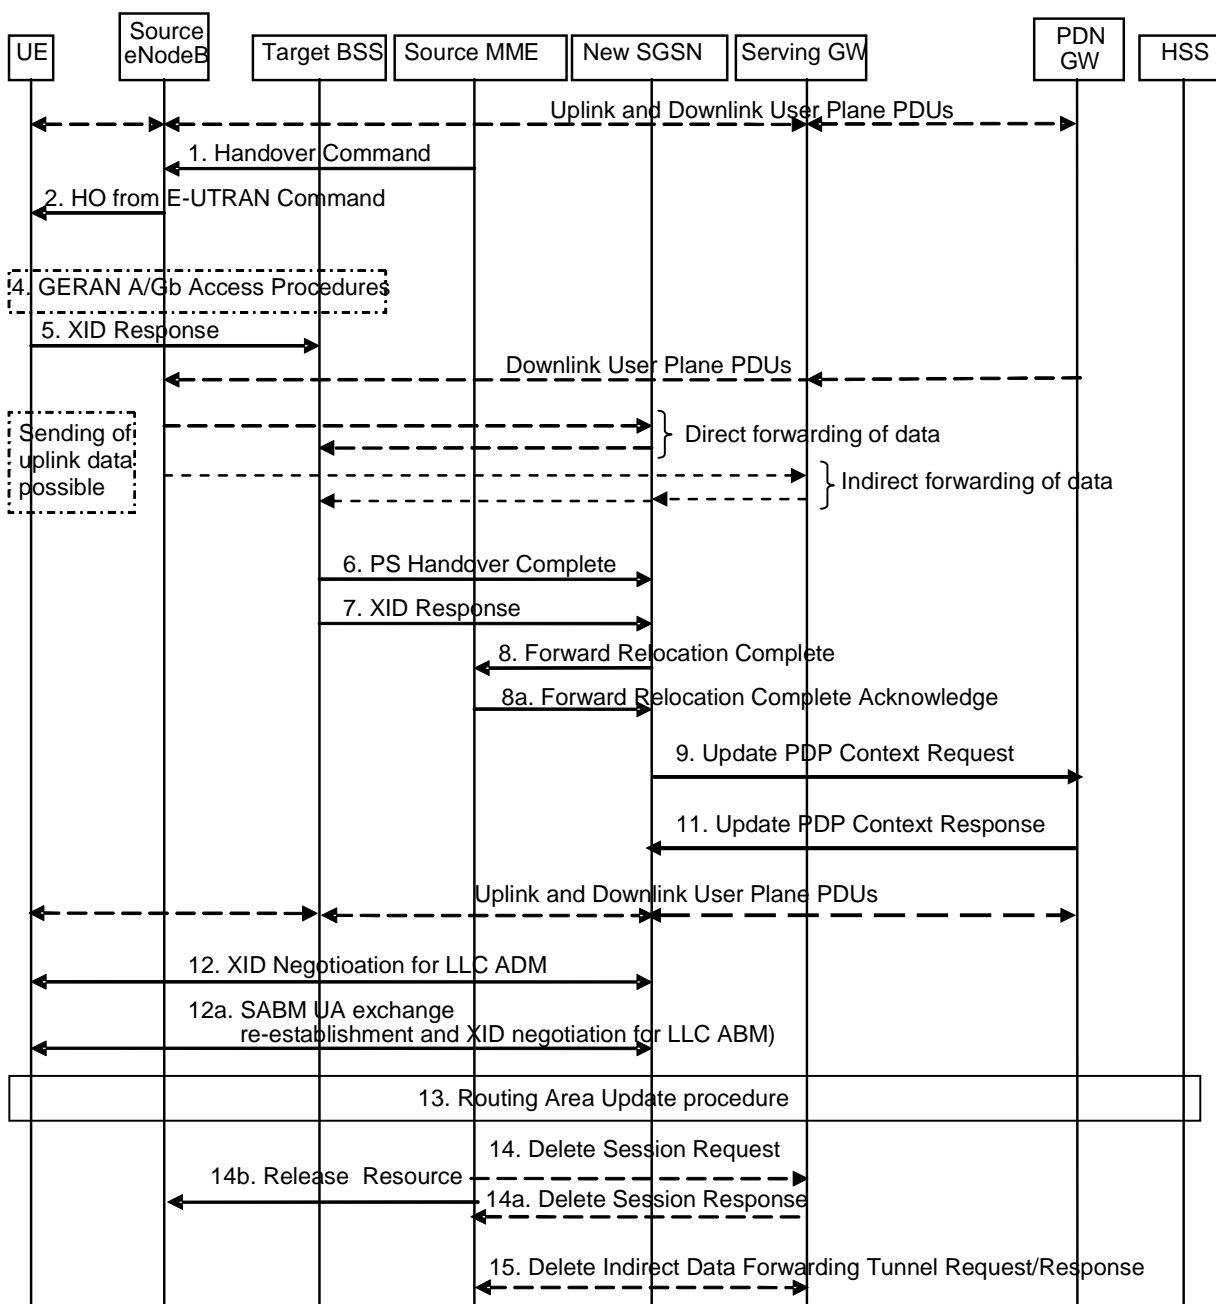 UE
Source
eNodeB
Target BSS
Source MME
New SGSN
Serving GW
PDN
GW
HSS
Uplink and Downlink User Plane PDUs
1. Handover Command
2. HO from E-UTRAN Command
4. GERAN A/Gb Access Procedures
5. XID Response
Downlink User Plane PDUs
Sending of
uplink data
possible
Direct forwarding of data
Indirect forwarding of data
6. PS Handover Complete
7. XID Response
8. Forward Relocation Complete
8a. Forward Relocation Complete Acknowledge
9. Update PDP Context Request
11. Update PDP Context Response
Uplink and Downlink User Plane PDUs
12. XID Negotioation for LLC ADM
12a. SABM UA exchange
re-establishment and XID negotiation for LLC ABM)
13. Routing Area Update procedure
14. Delete Session Request
14b. Release Resource
14a. Delete Session Response
15. Delete Indirect Data Forwarding Tunnel Request/Response